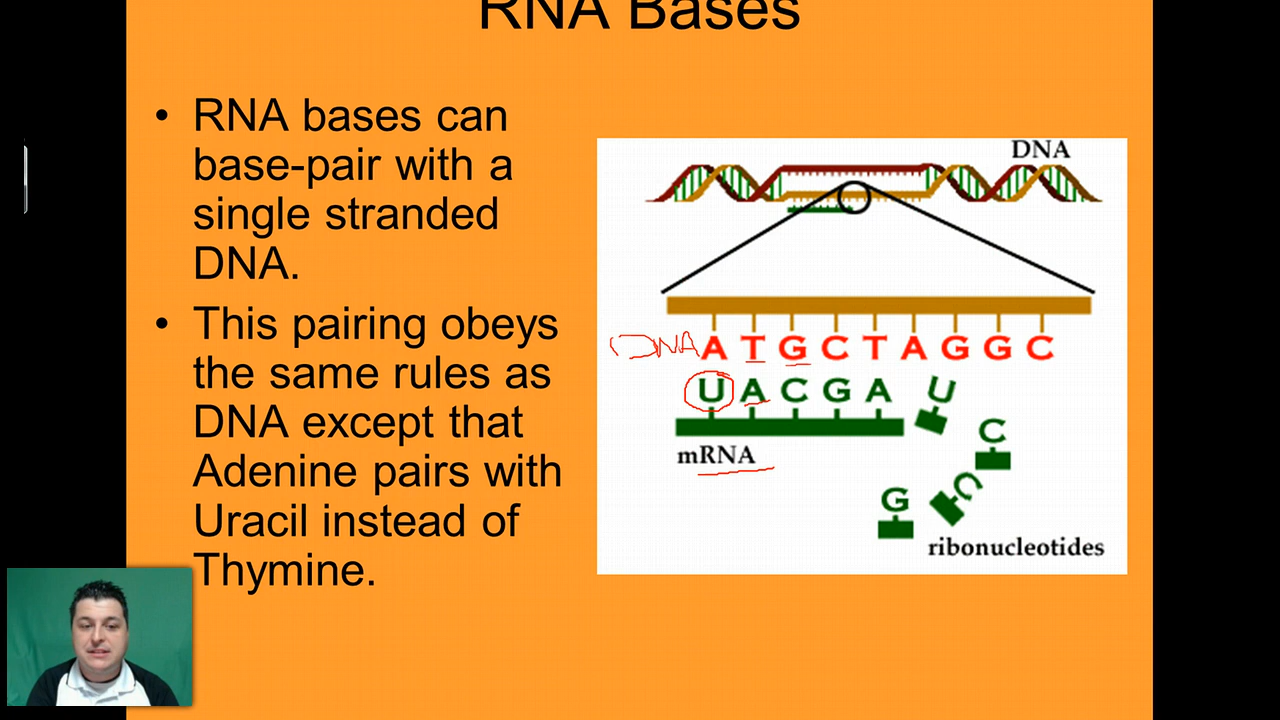 RNA Bases
• RNA bases can
base-pair with a
single stranded
DNA.
• This pairing obeys
the same rules as
DNA except that
Adenine pairs with
Uracil instead of
Thymine.
DNA
DNA A T G C T A G G C
U A C G A U
C
C
G
mRNA
ribonucleotides